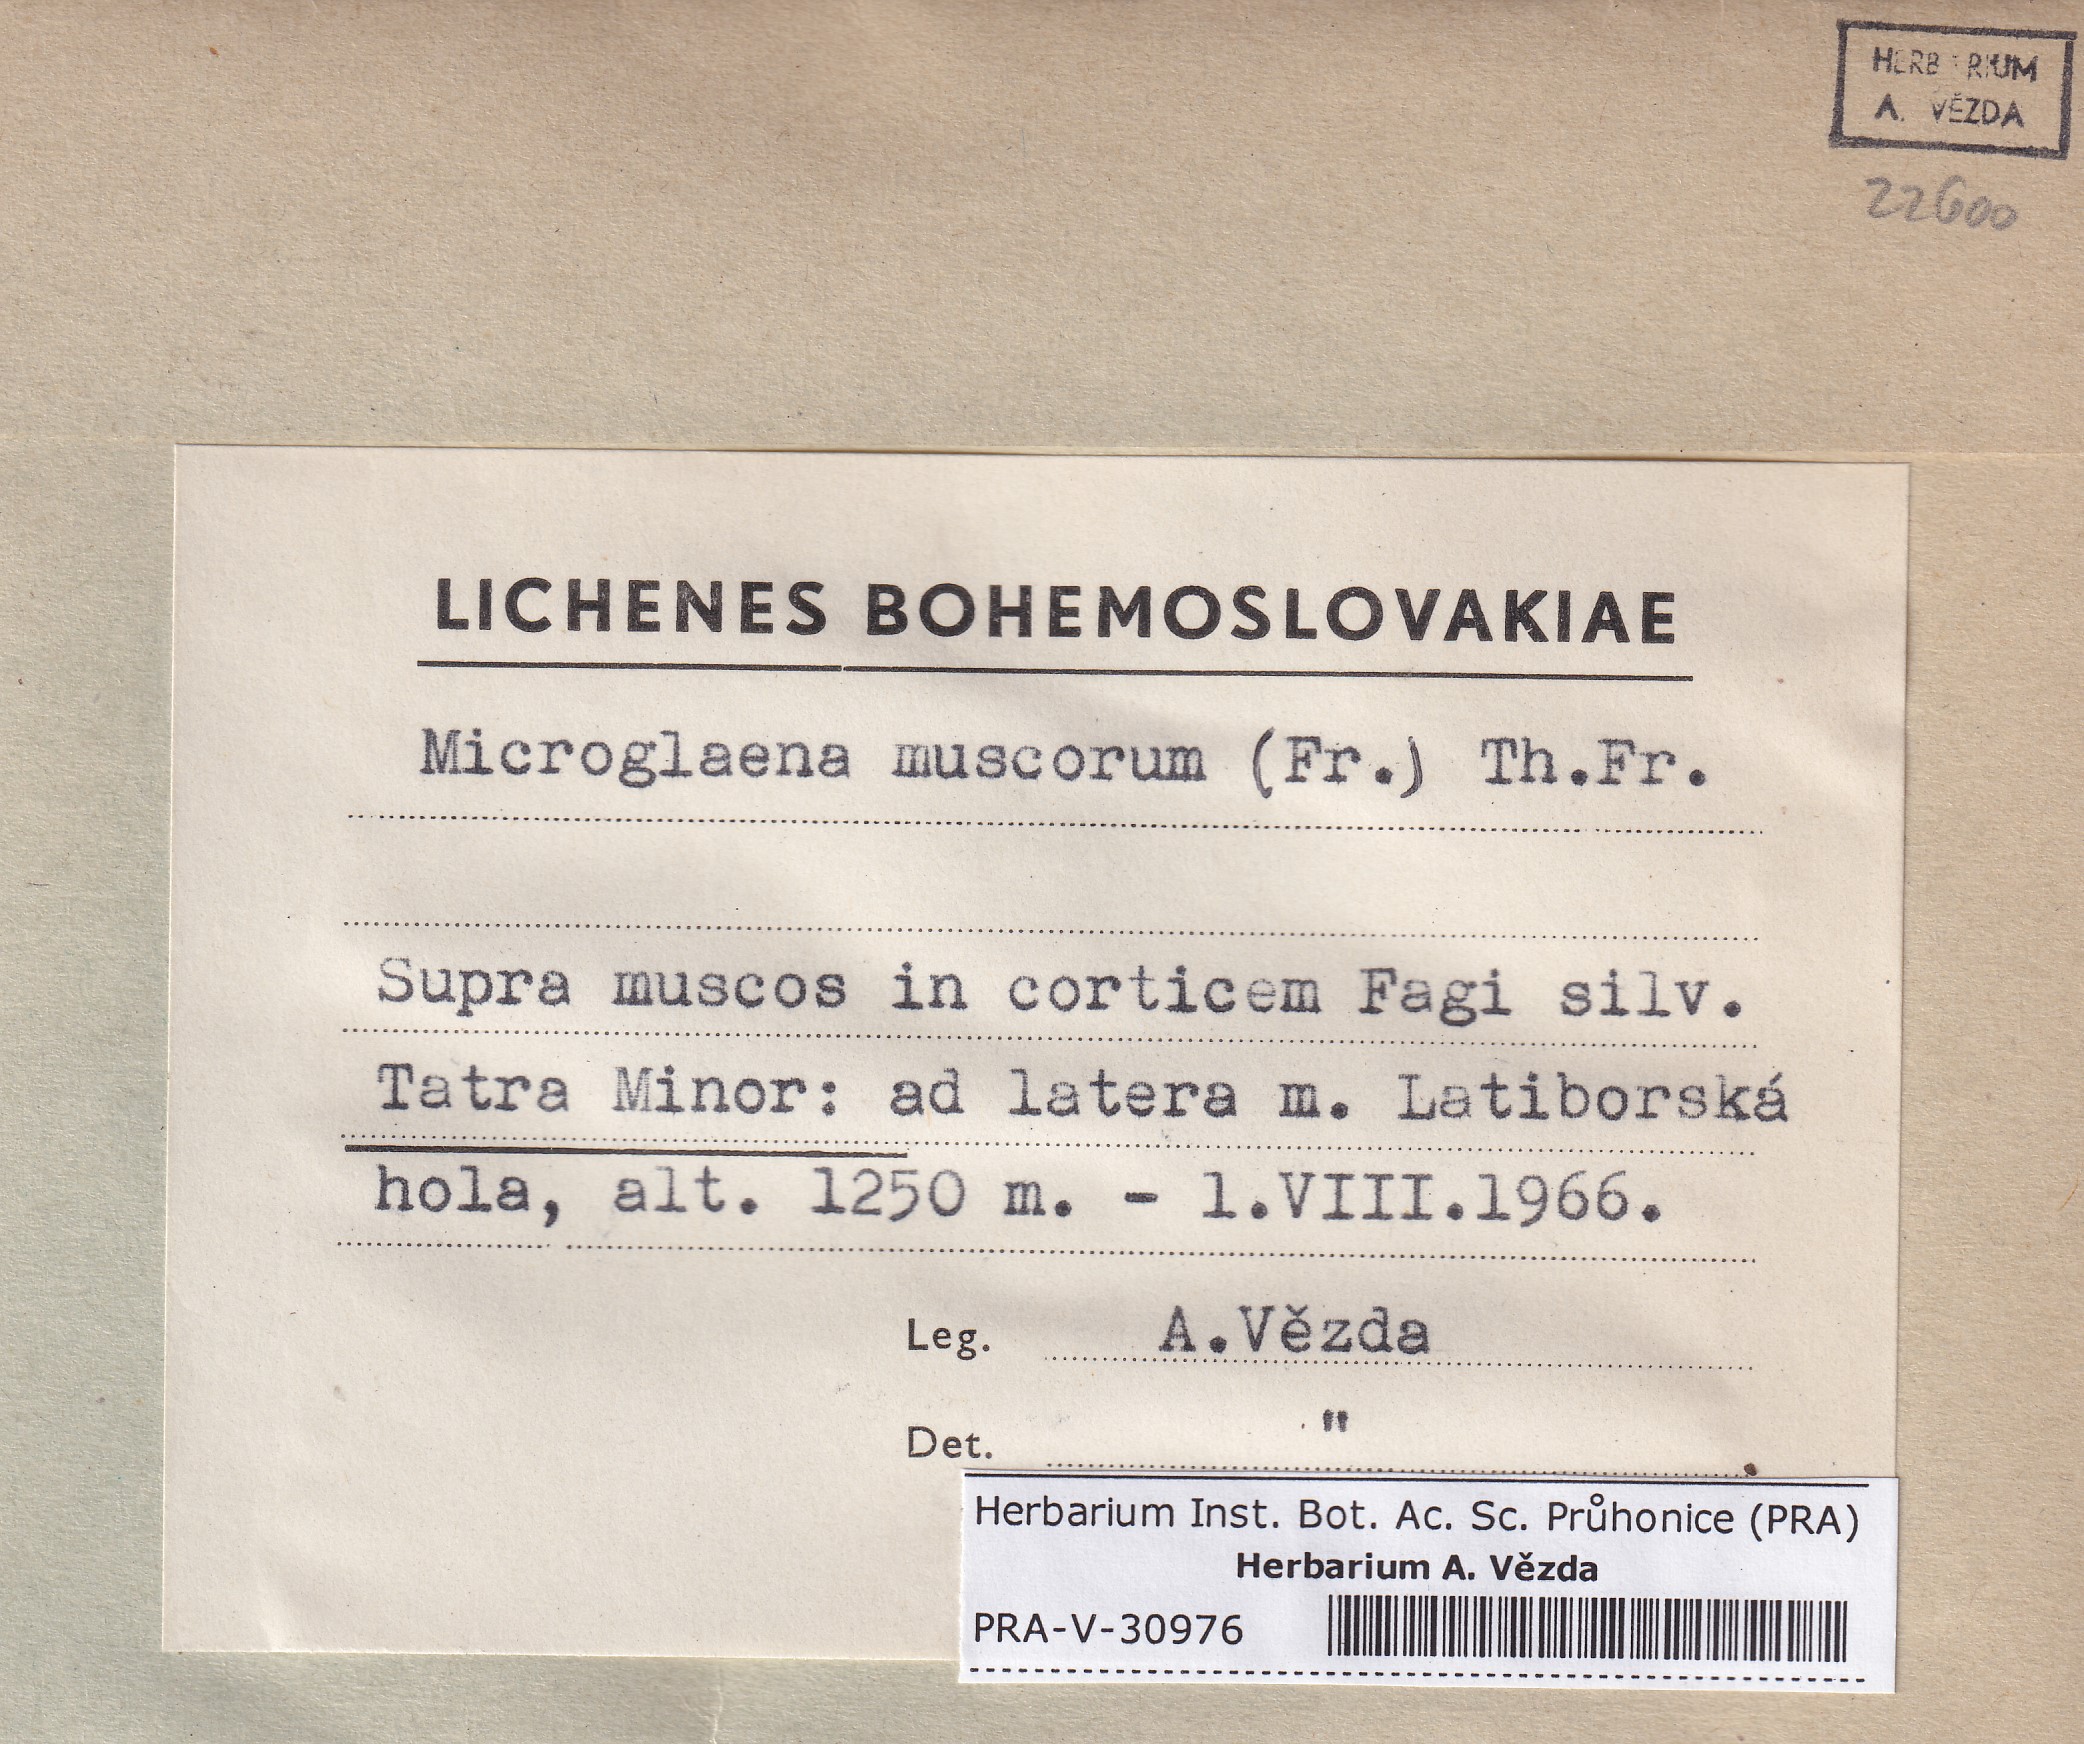 HERBARIUM
A. VĚZDA
22600
LICHENES BOHEMOSLOVAKIAE
Microglaena muscorum (Fr.) Th.Fr.
Supra muscos in corticem Fagi silv.
Tatra Minor: ad latera m. Latiborská
hola, alt. 1250 m. - 1.VIII.1966.
Leg. A.Vězda
Det. "
Herbarium Inst. Bot. Ac. Sc. Průhonice (PRA)
Herbarium A. Vězda
PRA-V-30976